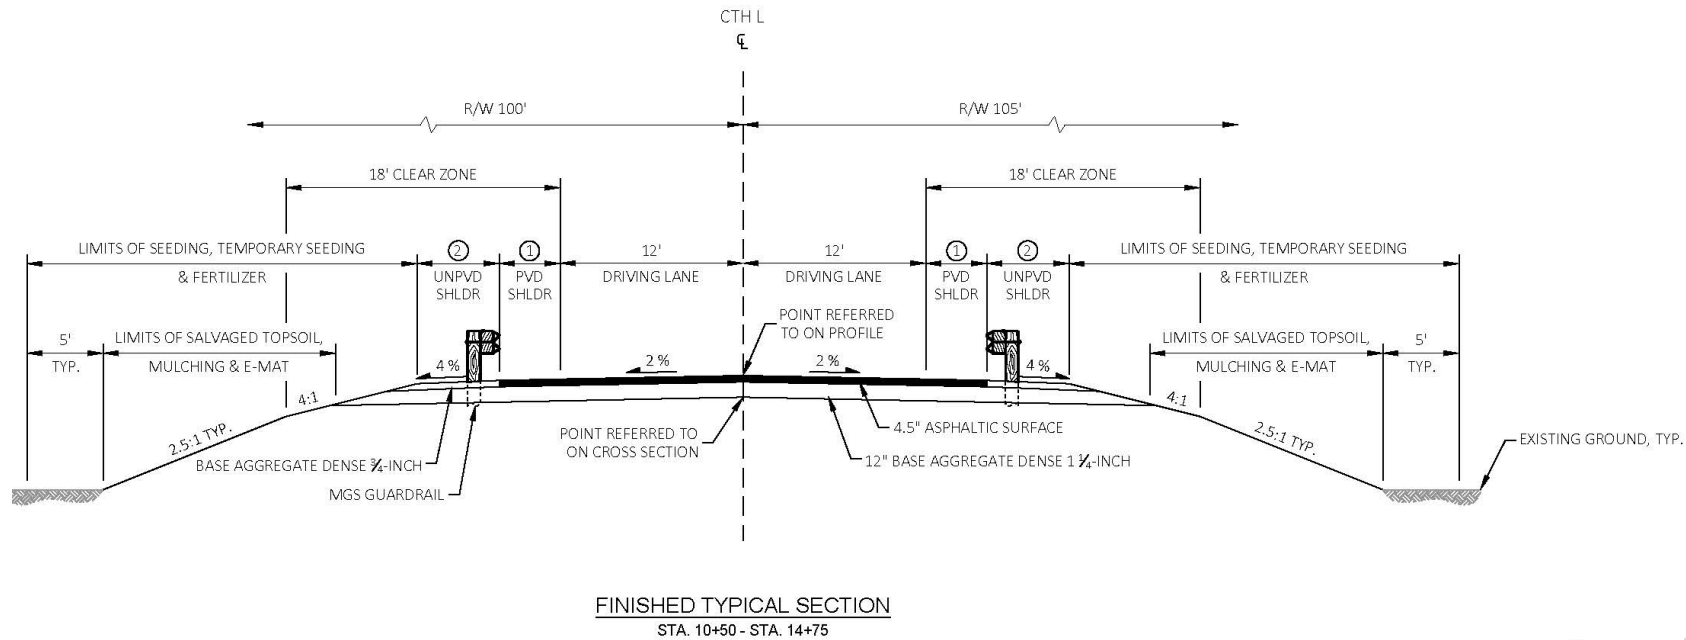 CTH L
℄
R/W 100'
R/W 105'
18' CLEAR ZONE
18' CLEAR ZONE
LIMITS OF SEEDING, TEMPORARY SEEDING
& FERTILIZER
2
UNPVD
SHLDR
1
PVD
SHLDR
12'
DRIVING LANE
12'
DRIVING LANE
1
PVD
SHLDR
2
UNPVD
SHLDR
LIMITS OF SEEDING, TEMPORARY SEEDING
& FERTILIZER
5'
TYP.
LIMITS OF SALVAGED TOPSOIL,
MULCHING & E-MAT
POINT REFERRED
TO ON PROFILE
LIMITS OF SALVAGED TOPSOIL,
MULCHING & E-MAT
5'
TYP.
4 %
2 %
2 %
4 %
4:1
4:1
2.5:1 TYP.
2.5:1 TYP.
POINT REFERRED TO
ON CROSS SECTION
4.5" ASPHALTIC SURFACE
EXISTING GROUND, TYP.
BASE AGGREGATE DENSE ¾-INCH
12" BASE AGGREGATE DENSE 1 ¼-INCH
MGS GUARDRAIL
FINISHED TYPICAL SECTION
STA. 10+50 - STA. 14+75